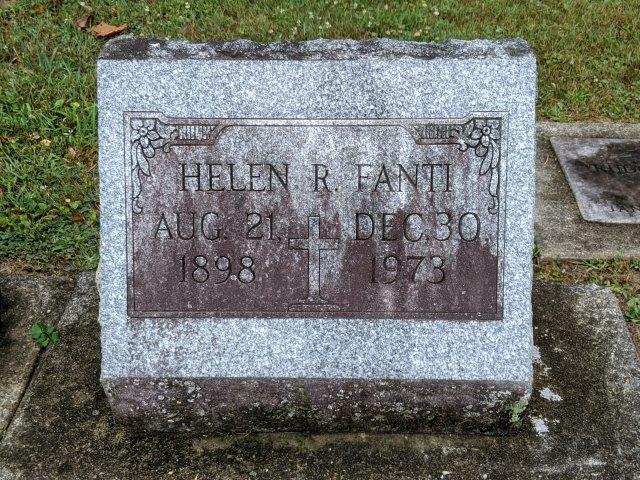 HELEN R. FANTI
AUG. 21, DEC. 30
1898 1973